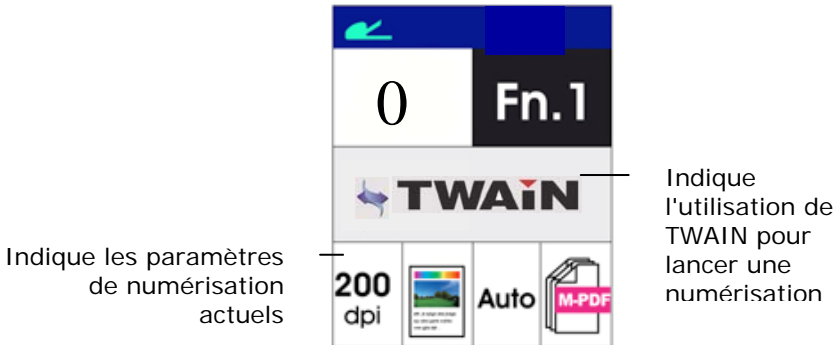 0
Fn.1
TWAiN
Indique
l'utilisation de
TWAIN pour
lancer une
numérisation
Indique les paramètres
de numérisation
actuels
200
dpi
Auto
M-PDF